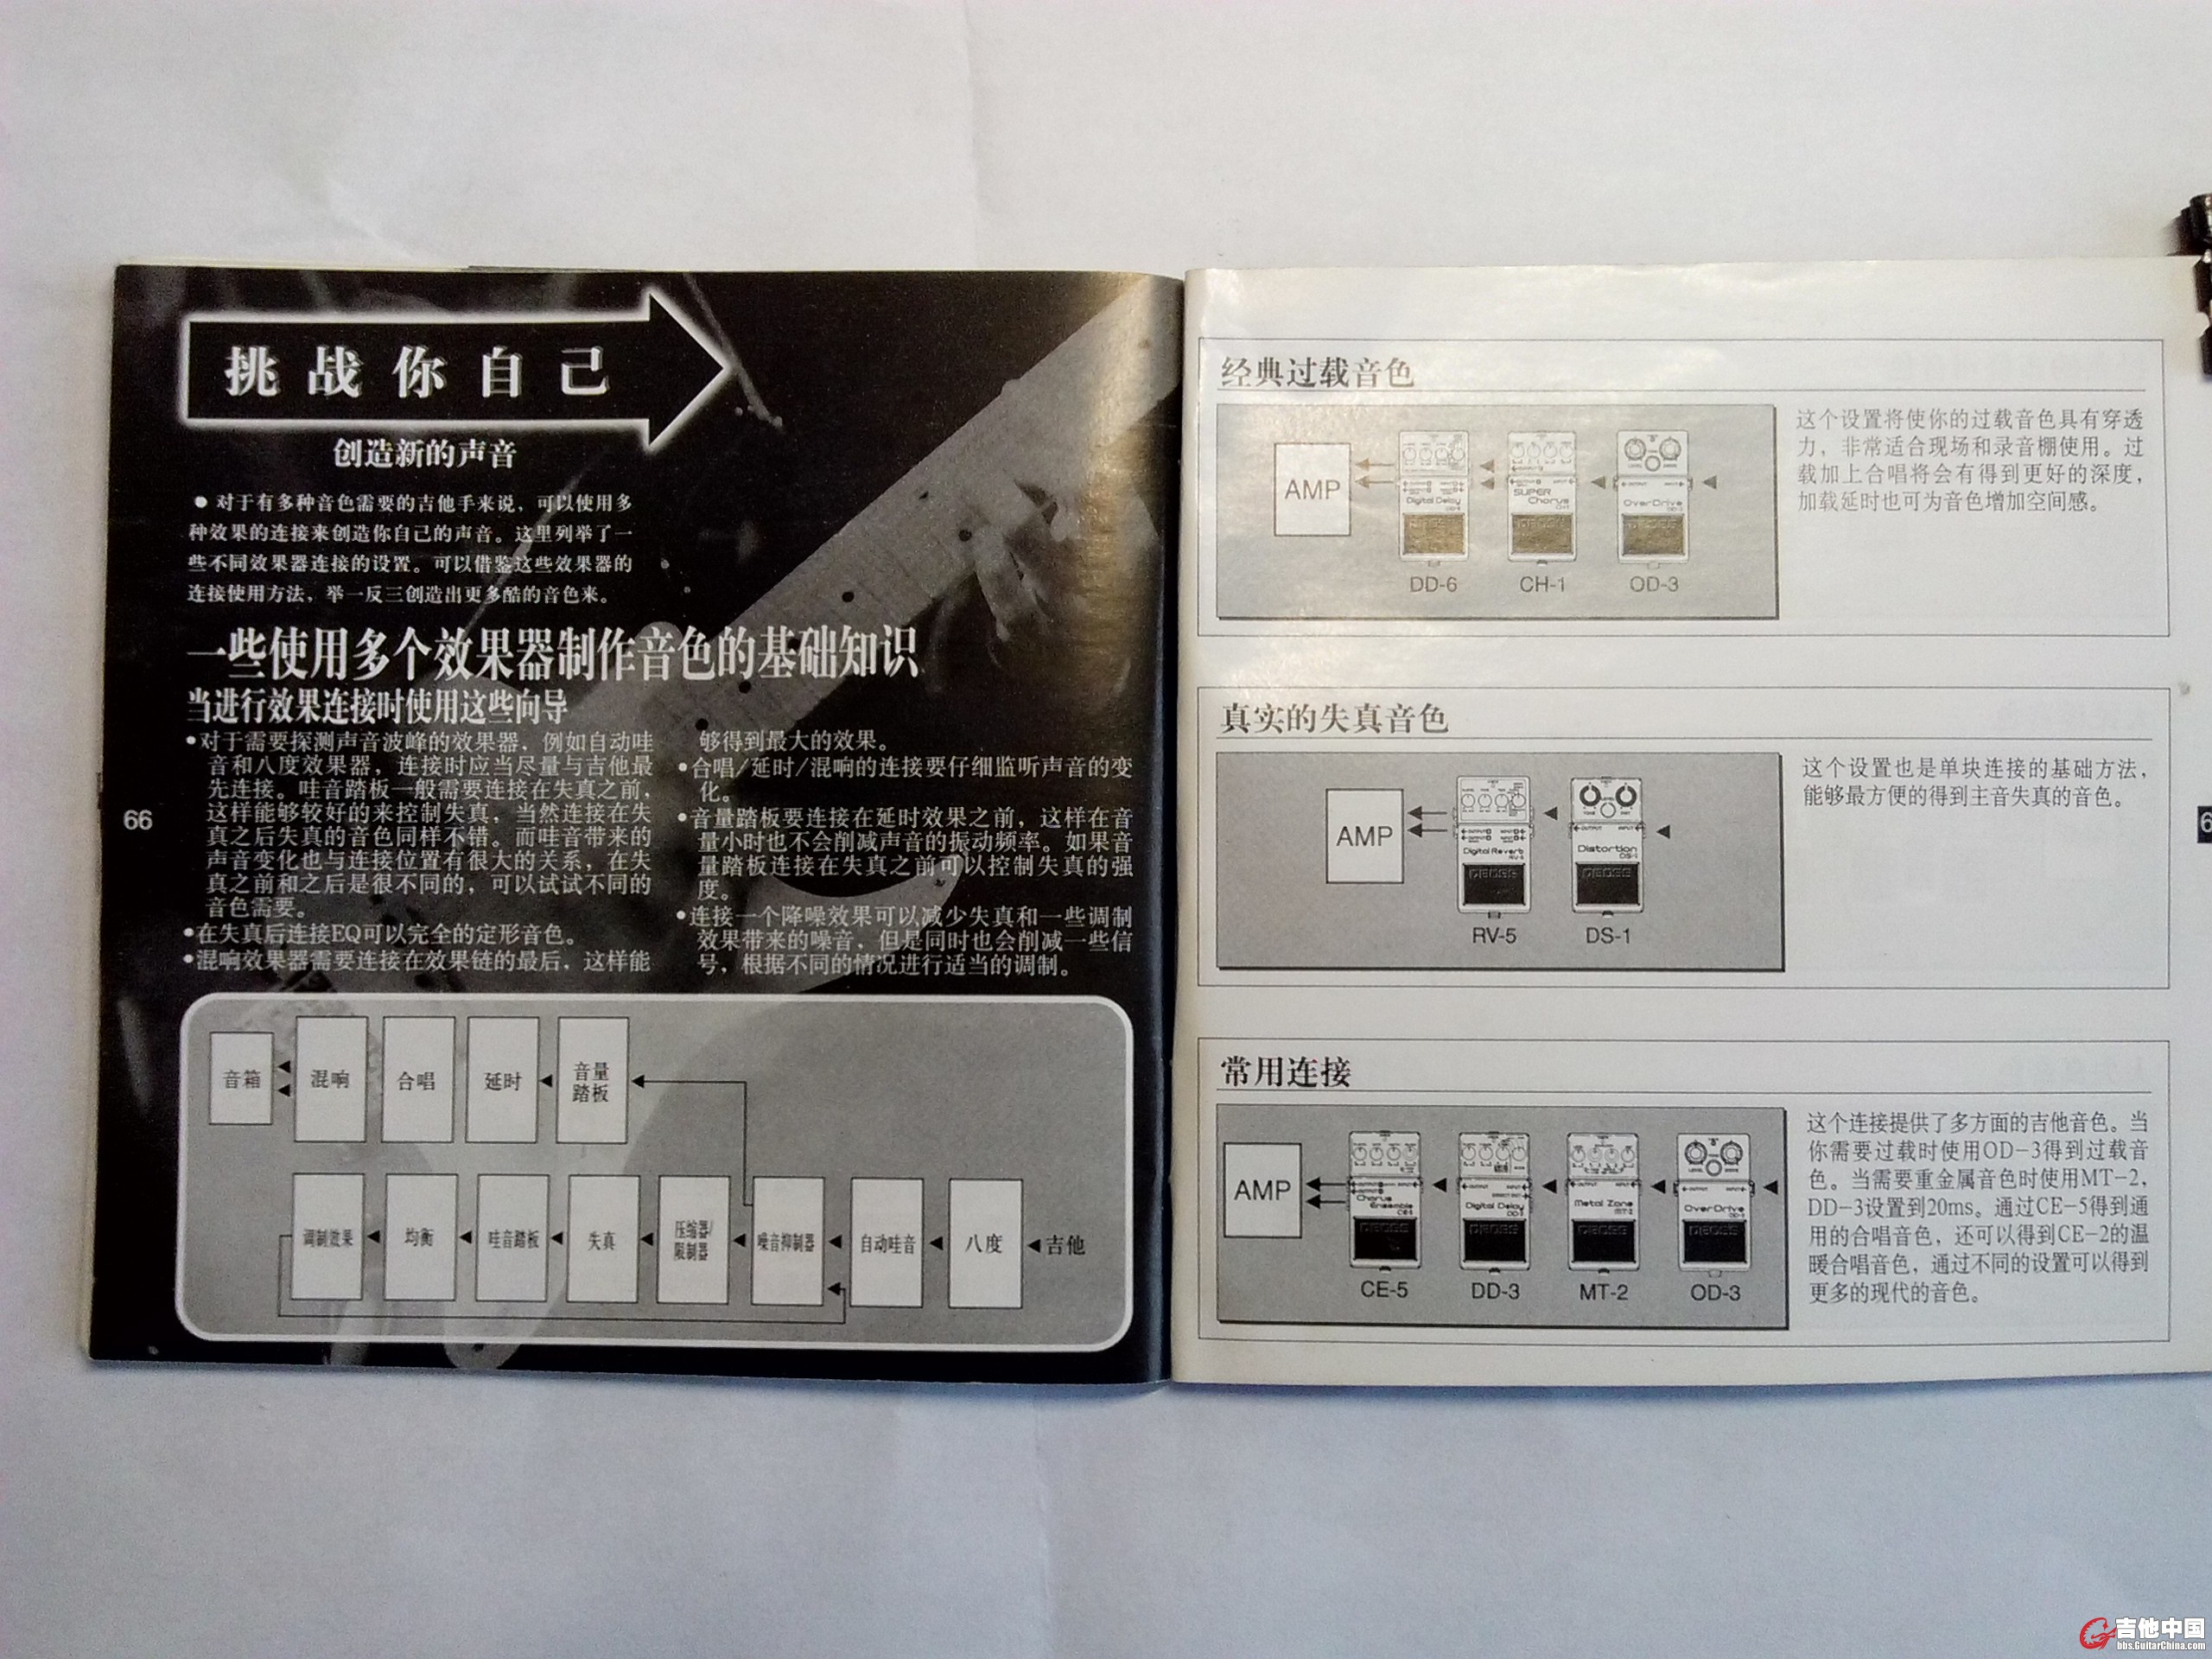 挑战你自己
创造新的声音
● 对于有多种音色需要的吉他手来说，可以使用多
种效果的连接来创造你自己的声音。这里列举了一
些不同效果器连接的设置。可以借鉴这些效果器的
连接使用方法，举一反三创造出更多酷的音色来。
一些使用多个效果器制作音色的基础知识
当进行效果连接时使用这些向导
●对于需要探测声音波峰的效果器，例如自动哇
音和八度效果器，连接时应当尽量与吉他最
先连接。哇音踏板一般需要连接在失真之前，
这样能够较好的来控制失真，当然连接在失
真之后失真的音色同样不错。而哇音带来的
声音变化也与连接位置有很大的关系，在失
真之前和之后是很不同的，可以试试不同的
音色需要。
●在失真后连接EQ可以完全的定形音色。
●混响效果器需要连接在效果链的最后，这样能
够得到最大的效果。
●合唱/延时/混响的连接要仔细监听声音的变
化。
●音量踏板要连接在延时效果之前，这样在音
量小时也不会削减声音的振动频率。如果音
量踏板连接在失真之前可以控制失真的强
度。
●连接一个降噪效果可以减少失真和一些调制
效果带来的噪音，但是同时也会削减一些信
号，根据不同的情况进行适当的调制。
66
音箱
混响
合唱
延时
音量
踏板
调制效果
均衡
哇音踏板
失真
压缩器/
限制器
噪音抑制器
自动哇音
八度
吉他
经典过载音色
AMP
Digital Delay
SUPER
Chorus
OverDrive
DD-6
CH-1
OD-3
这个设置将使你的过载音色具有穿透
力，非常适合现场和录音棚使用。过
载加上合唱将会有得到更好的深度，
加载延时也可为音色增加空间感。
真实的失真音色
AMP
Digital Reverb
RV-5
Distortion
DS-1
RV-5
DS-1
这个设置也是单块连接的基础方法，
能够最方便的得到主音失真的音色。
6
常用连接
AMP
Chorus
Ensemble
CE-5
Digital Delay
DD-3
Metal Zone
MT-2
OverDrive
OD-3
CE-5
DD-3
MT-2
OD-3
这个连接提供了多方面的吉他音色。当
你需要过载时使用OD-3得到过载音
色。当需要重金属音色时使用MT-2，
DD-3设置到20ms。通过CE-5得到通
用的合唱音色，还可以得到CE-2的温
暖合唱音色，通过不同的设置可以得到
更多的现代的音色。
吉他中国
bbs.GuitarChina.com